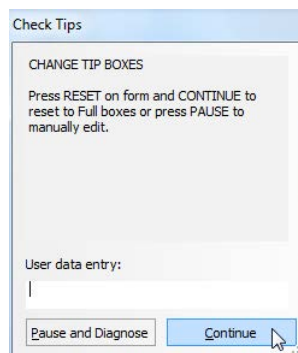 Check Tips
CHANGE TIP BOXES
Press RESET on form and CONTINUE to
reset to Full boxes or press PAUSE to
manually edit.
User data entry:
Pause and Diagnose
Continue